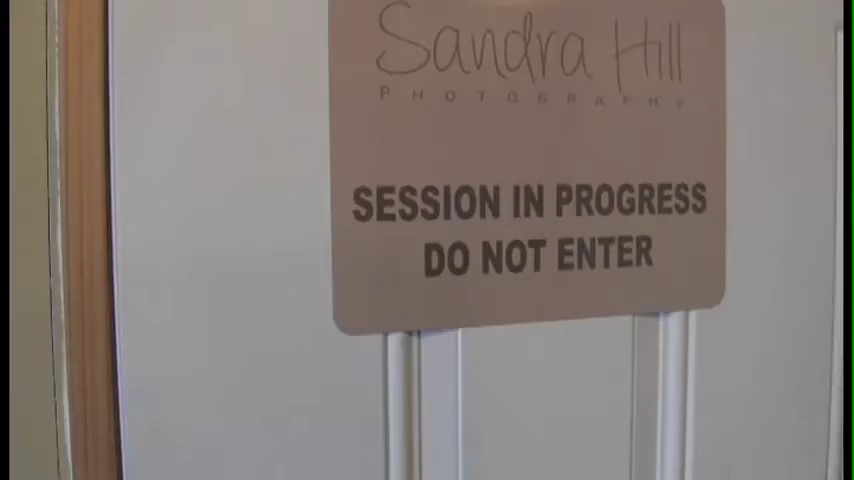 Sandra Hill
PHOTOGRAPHY
SESSION IN PROGRESS
DO NOT ENTER